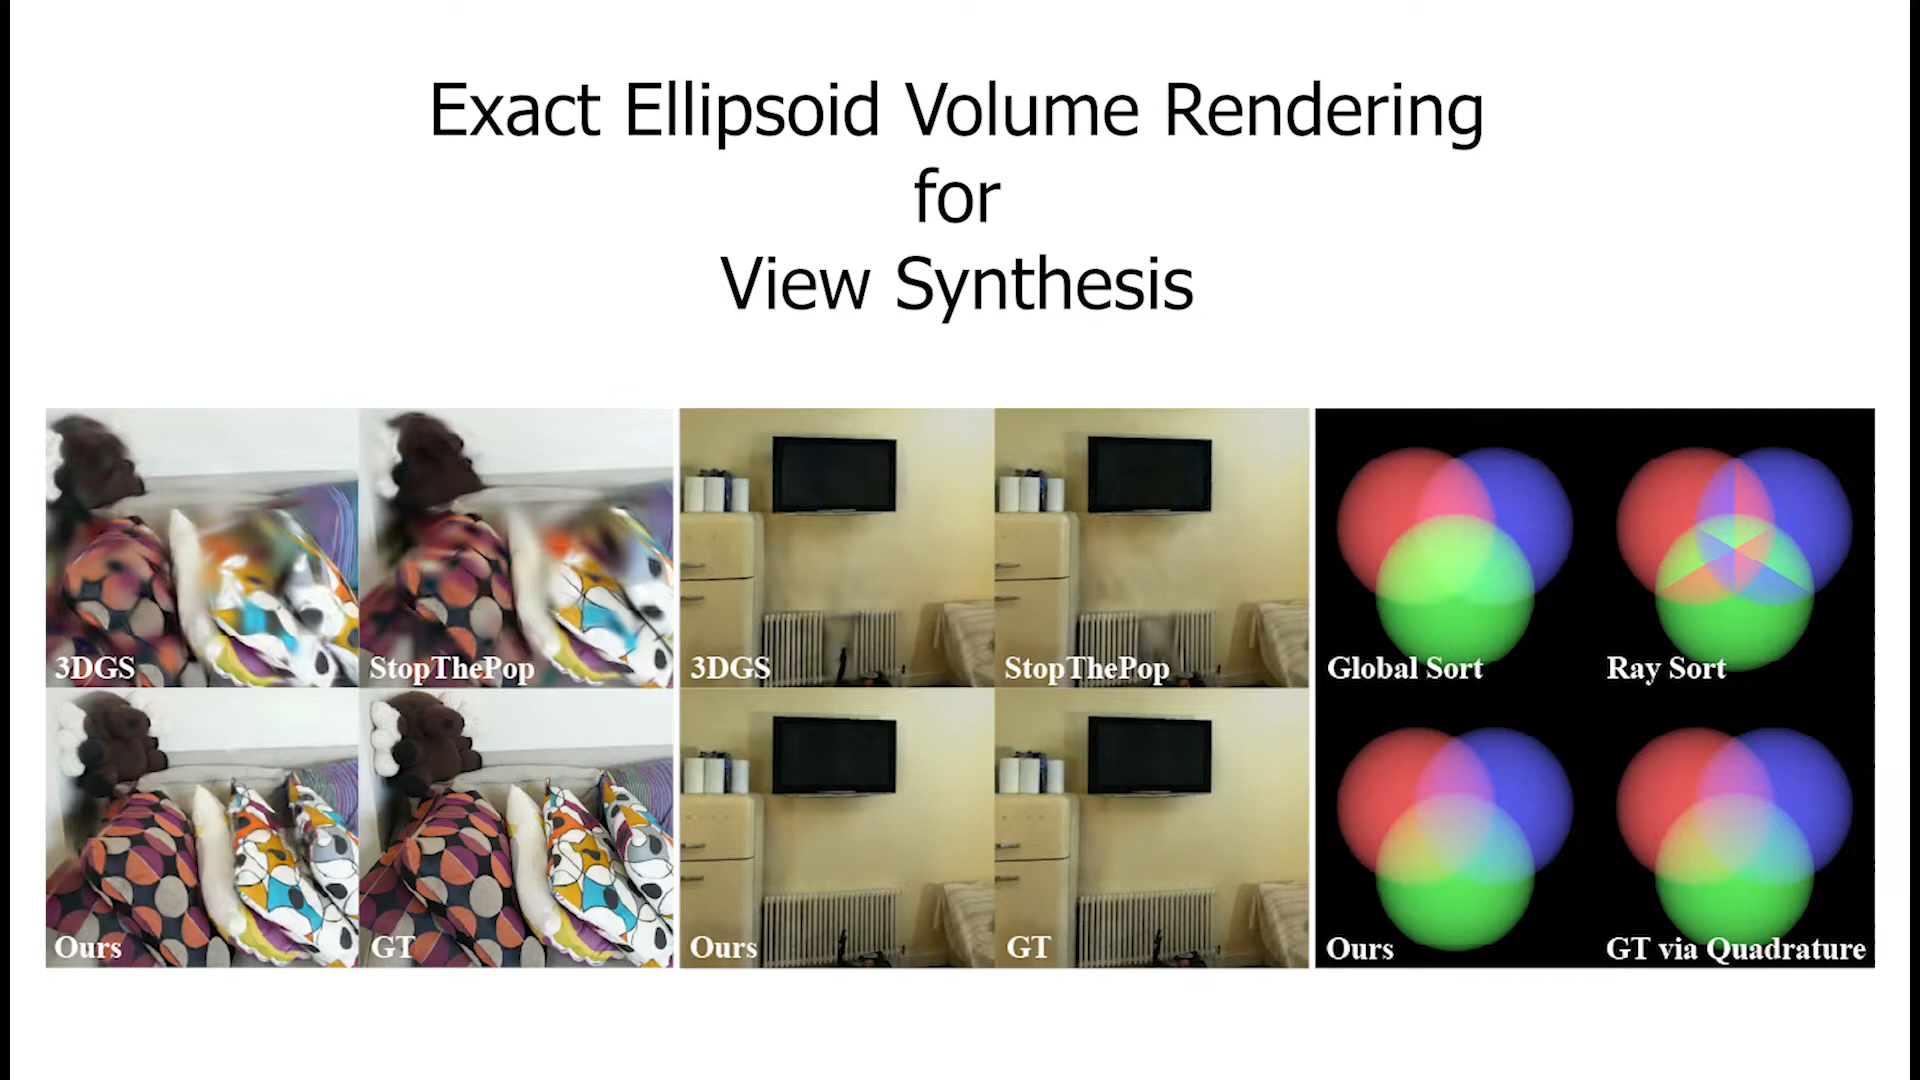 Exact Ellipsoid Volume Rendering
for
View Synthesis
3DGS
StopThePop
3DGS
StopThePop
Global Sort
Ray Sort
Ours
GT
Ours
GT
Ours
GT via Quadrature